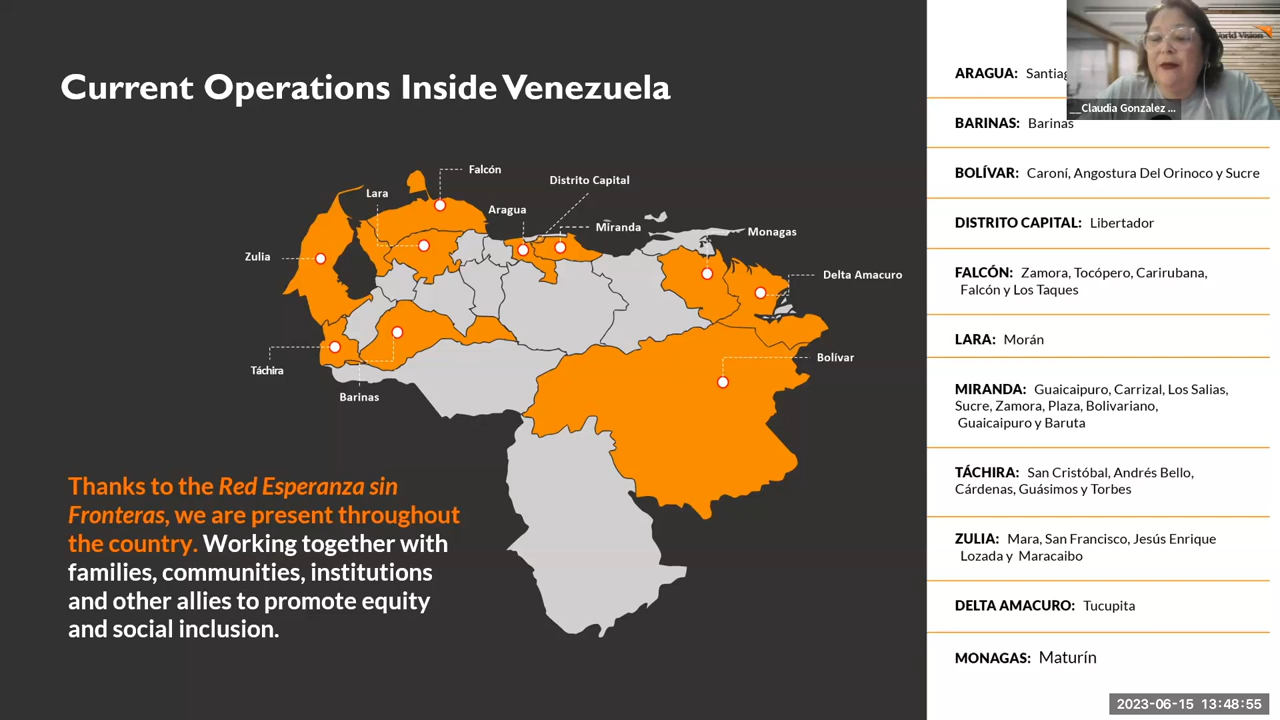 Current Operations Inside Venezuela
Falcón
Distrito Capital
Lara
Aragua
Miranda
Monagas
Zulia
Delta Amacuro
Bolívar
Táchira
Barinas
Thanks to the Red Esperanza sin
Fronteras, we are present throughout
the country. Working together with
families, communities, institutions
and other allies to promote equity
and social inclusion.
World Vision
__Claudia Gonzalez ...
ARAGUA:
BARINAS: Barinas
BOLÍVAR: Caroní, Angostura Del Orinoco y Sucre
DISTRITO CAPITAL: Libertador
FALCÓN: Zamora, Tocópero, Carirubana,
Falcón y Los Taques
LARA: Morán
MIRANDA: Guaicaipuro, Carrizal, Los Salias,
Sucre, Zamora, Plaza, Bolivariano,
Guaicaipuro y Baruta
TÁCHIRA: San Cristóbal, Andrés Bello,
Cárdenas, Guásimos y Torbes
ZULIA: Mara, San Francisco, Jesús Enrique
Lozada y Maracaibo
DELTA AMACURO: Tucupita
MONAGAS: Maturín
2023-06-15 13:48:55